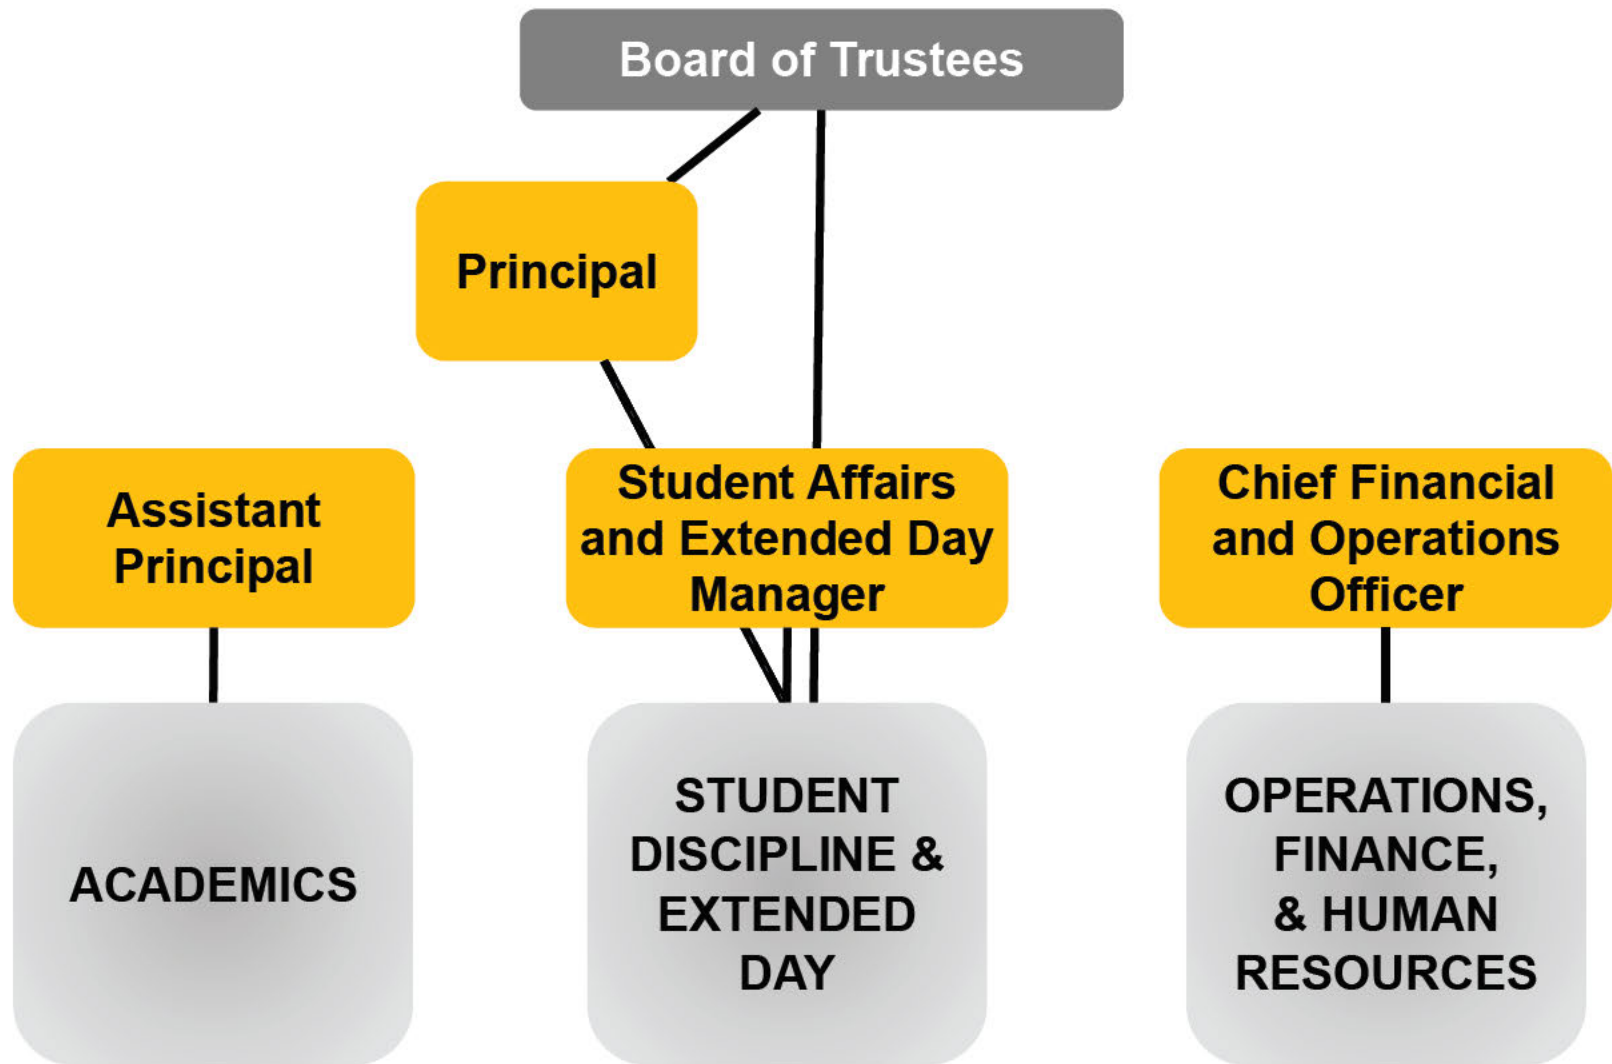 Board of Trustees
Principal
Assistant
Principal
Student Affairs
and Extended Day
Manager
Chief Financial
and Operations
Officer
ACADEMICS
STUDENT
DISCIPLINE &
EXTENDED
DAY
OPERATIONS,
FINANCE,
& HUMAN
RESOURCES